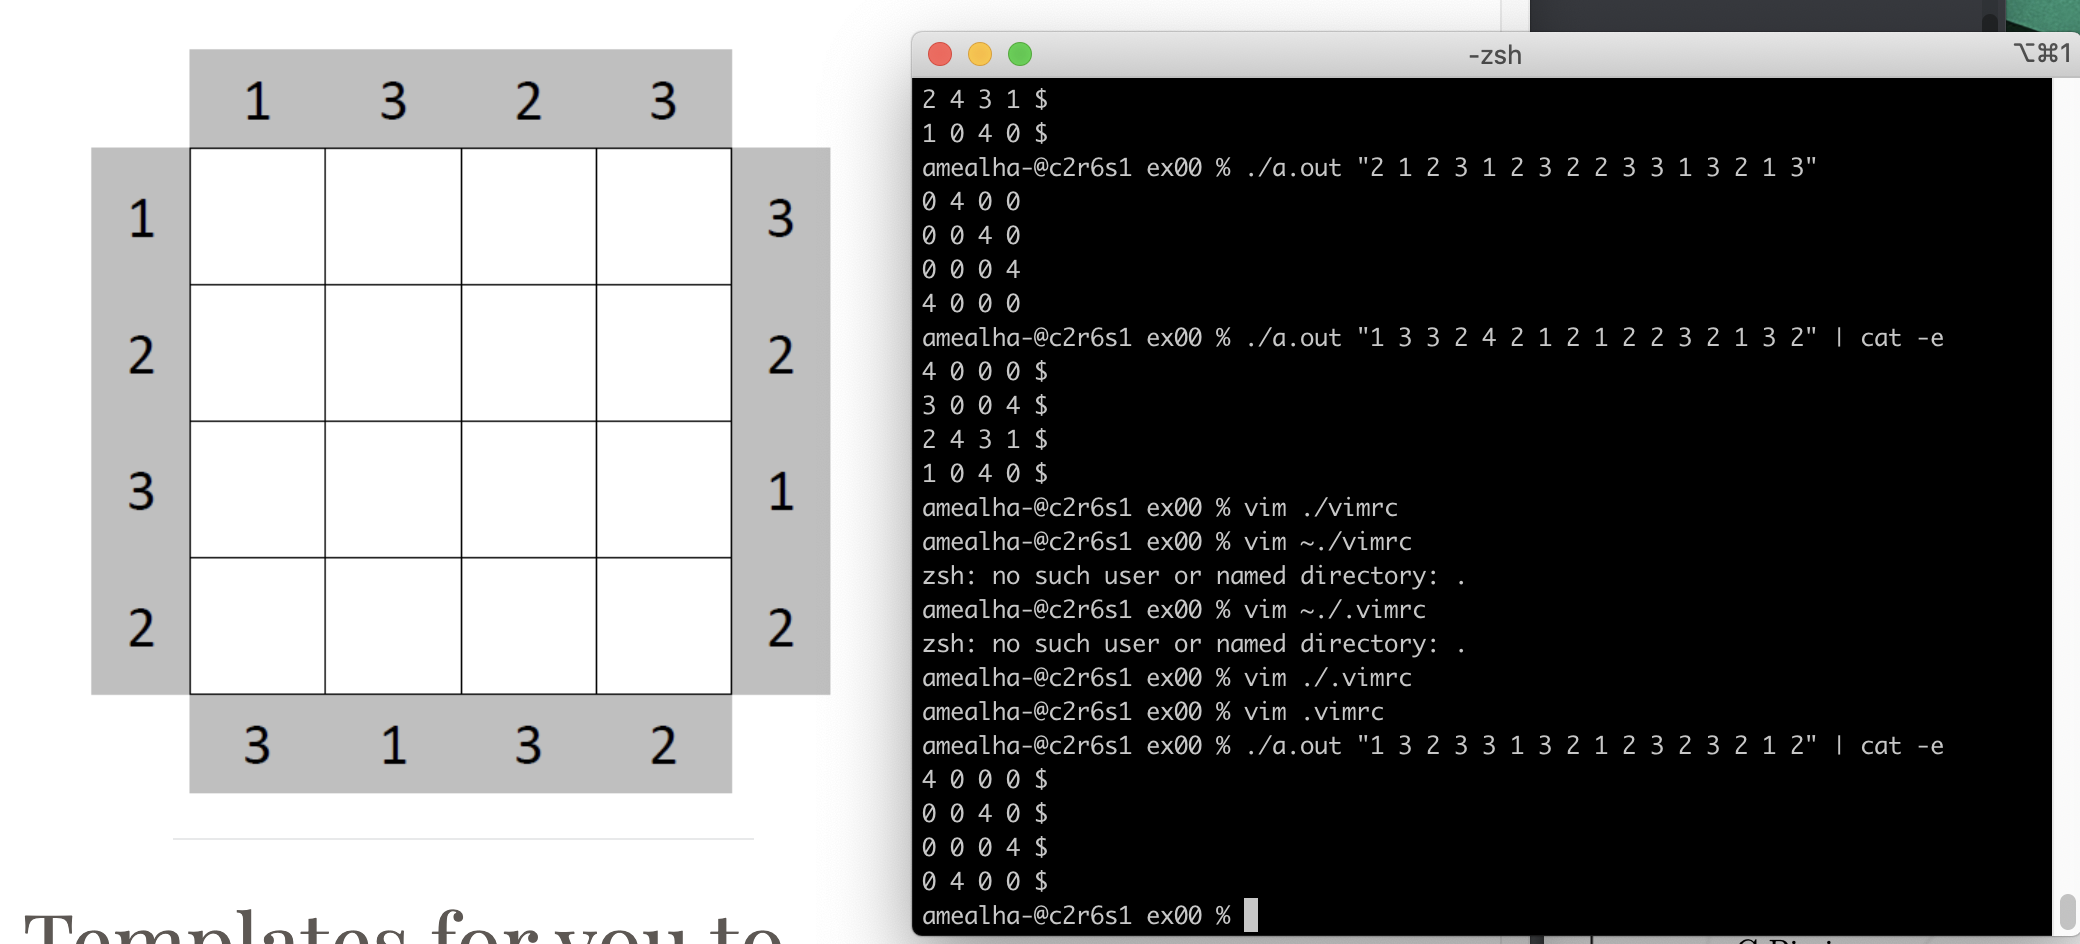 1 3 2 3
1 3
2 2
3 1
2 2
3 1 3 2
Templates for you to
-zsh
⌥⌘1
2 4 3 1 $
1 0 4 0 $
amealha-@c2r6s1 ex00 % ./a.out "2 1 2 3 1 2 3 2 2 3 3 1 3 2 1 3"
0 4 0 0
0 0 4 0
0 0 0 4
4 0 0 0
amealha-@c2r6s1 ex00 % ./a.out "1 3 3 2 4 2 1 2 1 2 2 3 2 1 3 2" | cat -e
4 0 0 0 $
3 0 0 4 $
2 4 3 1 $
1 0 4 0 $
amealha-@c2r6s1 ex00 % vim ./vimrc
amealha-@c2r6s1 ex00 % vim ~./vimrc
zsh: no such user or named directory: .
amealha-@c2r6s1 ex00 % vim ~./.vimrc
zsh: no such user or named directory: .
amealha-@c2r6s1 ex00 % vim ./.vimrc
amealha-@c2r6s1 ex00 % vim .vimrc
amealha-@c2r6s1 ex00 % ./a.out "1 3 2 3 3 1 3 2 1 2 3 2 3 2 1 2" | cat -e
4 0 0 0 $
0 0 4 0 $
0 0 0 4 $
0 4 0 0 $
amealha-@c2r6s1 ex00 %